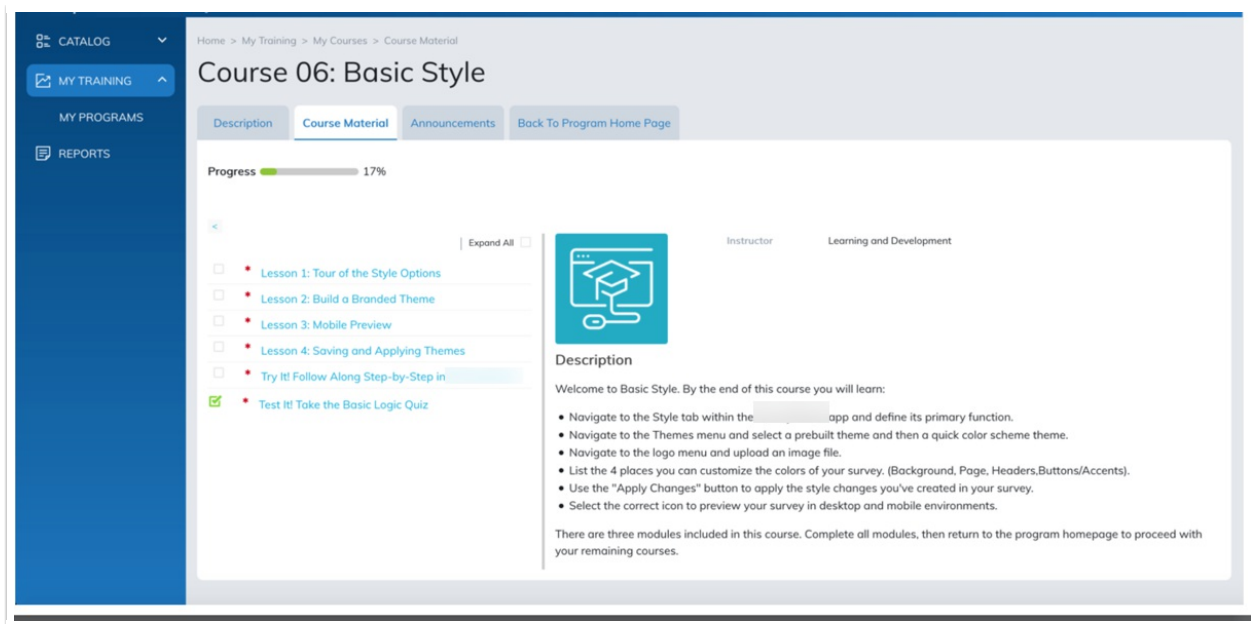 CATALOG
MY TRAINING
MY PROGRAMS
REPORTS
Home > My Training > My Courses > Course Material
Course 06: Basic Style
Description
Course Material
Announcements
Back To Program Home Page
Progress 17%
<
Expand All
* Lesson 1: Tour of the Style Options
* Lesson 2: Build a Branded Theme
* Lesson 3: Mobile Preview
* Lesson 4: Saving and Applying Themes
* Try It! Follow Along Step-by-Step in
* Test It! Take the Basic Logic Quiz
Instructor Learning and Development
Description
Welcome to Basic Style. By the end of this course you will learn:
• Navigate to the Style tab within the app and define its primary function.
• Navigate to the Themes menu and select a prebuilt theme and then a quick color scheme theme.
• Navigate to the logo menu and upload an image file.
• List the 4 places you can customize the colors of your survey. (Background, Page, Headers,Buttons/Accents).
• Use the "Apply Changes" button to apply the style changes you've created in your survey.
• Select the correct icon to preview your survey in desktop and mobile environments.
There are three modules included in this course. Complete all modules, then return to the program homepage to proceed with
your remaining courses.